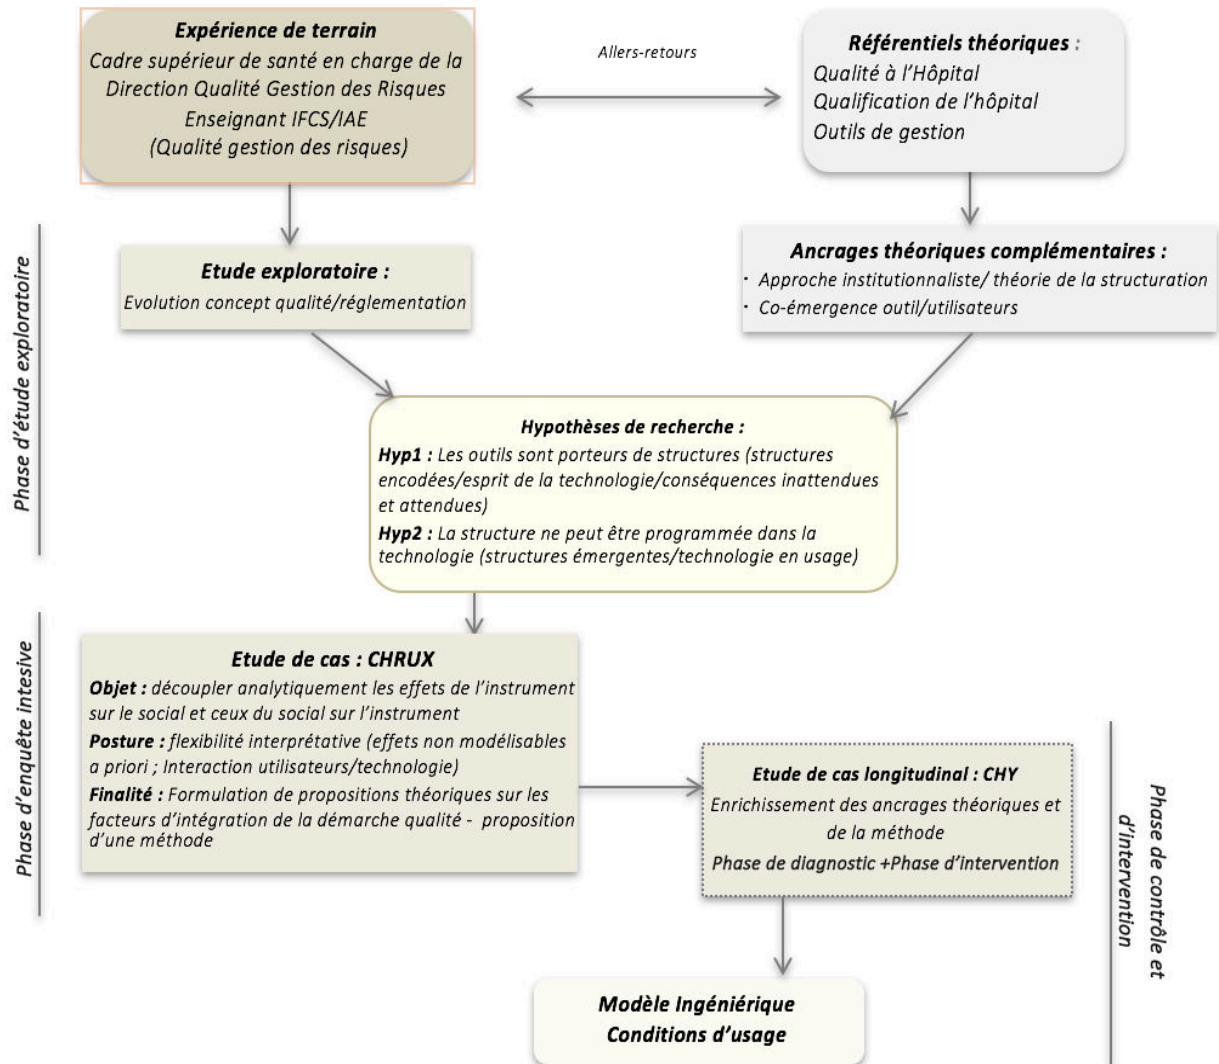 Expérience de terrain
Cadre supérieur de santé en charge de la
Direction Qualité Gestion des Risques
Enseignant IFCS/IAE
(Qualité gestion des risques)
Allers-retours
Référentiels théoriques :
Qualité à l'Hôpital
Qualification de l'hôpital
Outils de gestion
Phase d'étude exploratoire
Etude exploratoire :
Evolution concept qualité/réglementation
Ancrages théoriques complémentaires :
· Approche institutionnaliste/ théorie de la structuration
· Co-émergence outil/utilisateurs
Hypothèses de recherche :
Hyp1 : Les outils sont porteurs de structures (structures
encodées/esprit de la technologie/conséquences inattendues
et attendues)
Hyp2 : La structure ne peut être programmée dans la
technologie (structures émergentes/technologie en usage)
Phase d'enquête intesive
Etude de cas : CHRUX
Objet : découpler analytiquement les effets de l'instrument
sur le social et ceux du social sur l'instrument
Posture : flexibilité interprétative (effets non modélisables
a priori ; Interaction utilisateurs/technologie)
Finalité : Formulation de propositions théoriques sur les
facteurs d'intégration de la démarche qualité - proposition
d'une méthode
Etude de cas longitudinal : CHY
Enrichissement des ancrages théoriques et
de la méthode
Phase de diagnostic +Phase d'intervention
Phase de contrôle et
d'intervention
Modèle Ingéniérique
Conditions d'usage